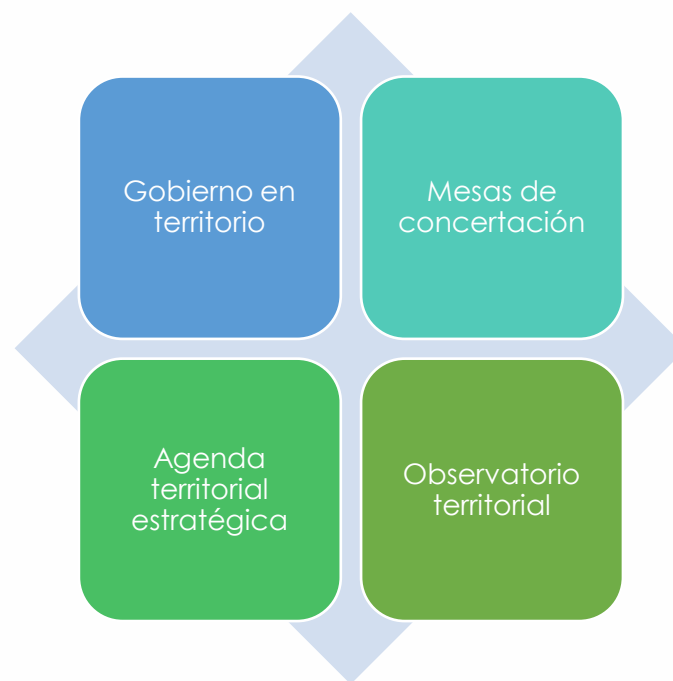 Gobierno en
territorio
Mesas de
concertación
Agenda
territorial
estratégica
Observatorio
territorial